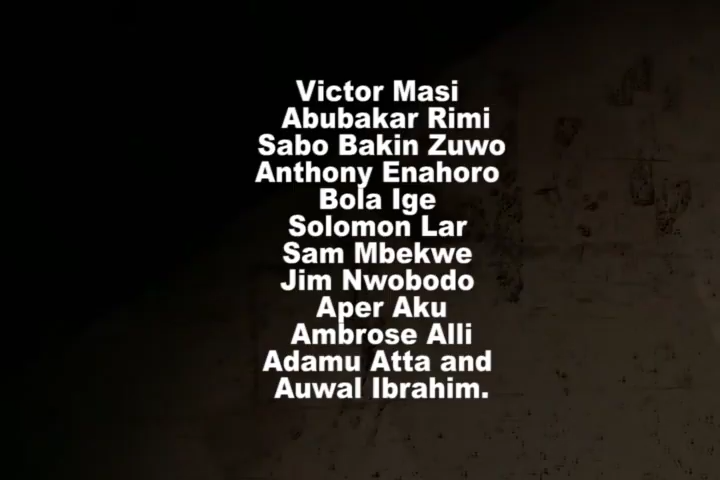 Victor Masi
Abubakar Rimi
Sabo Bakin Zuwo
Anthony Enahoro
Bola Ige
Solomon Lar
Sam Mbekwe
Jim Nwobodo
Aper Aku
Ambrose Alli
Adamu Atta and
Auwal Ibrahim.